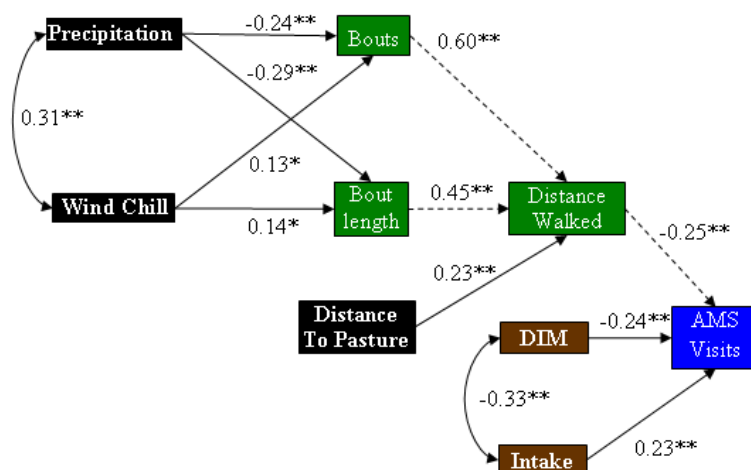 Precipitation
-0.24**
Bouts
0.60**
-0.29**
0.31**
0.13*
Wind Chill
0.14*
Bout
length
0.45**
Distance
Walked
-0.25**
0.23**
Distance
To Pasture
DIM
-0.24**
AMS
Visits
-0.33**
Intake
0.23**